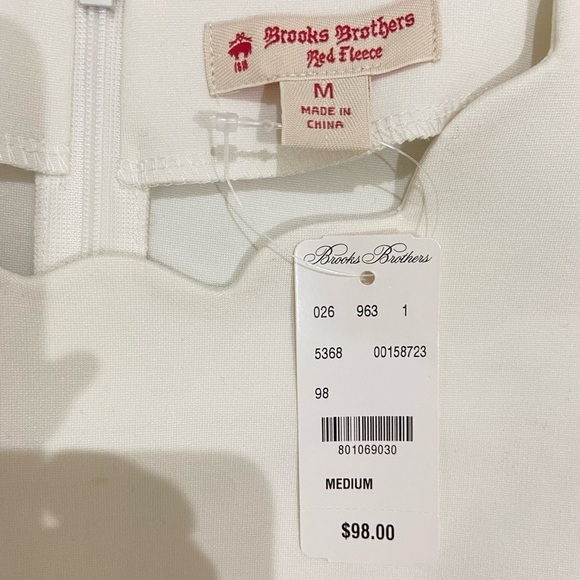 Brooks Brothers
Red Fleece
1818
M
MADE IN
CHINA
Brooks Brothers
026 963 1
5368 00158723
98
801069030
MEDIUM
$98.00